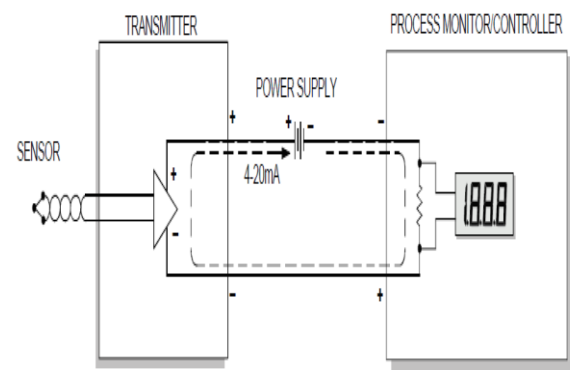 TRANSMITTER
PROCESS MONITOR/CONTROLLER
POWER SUPPLY
+
+ -
-
SENSOR
4-20mA
+
-
1.8.8.8
-
+